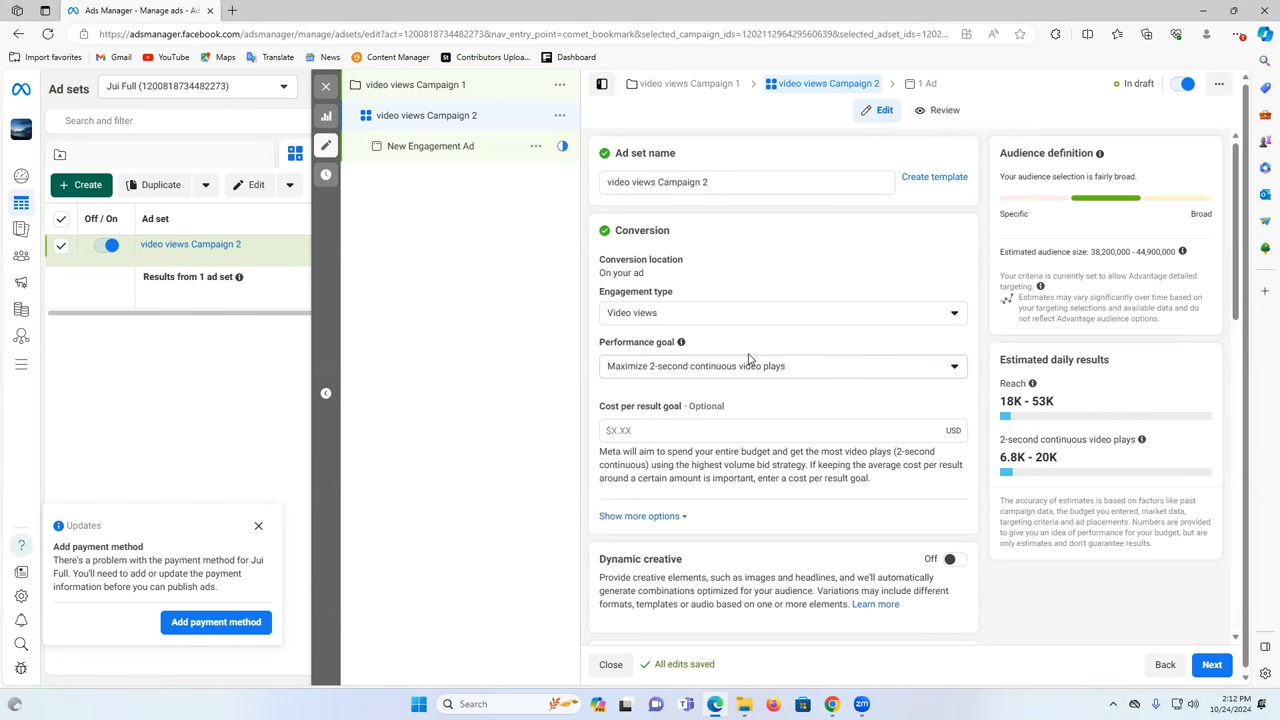 Ads Manager - Manage ads - Ad
https://adsmanager.facebook.com/adsmanager/manage/adsets/edit?act=1200818734482273&nav_entry_point=comet_bookmark&selected_campaign_ids=120211296429560639&selected_adset_ids=1202...
Import favorites
Gmail
YouTube
Maps
Translate
News
Content Manager
Contributors Uploa...
Dashboard
Ad sets
Jui Full (1200818734482273)
Search and filter
Create
Duplicate
Edit
Off / On
Ad set
video views Campaign 2
Results from 1 ad set
Updates
Add payment method
There's a problem with the payment method for Jui
Full. You'll need to add or update the payment
information before you can publish ads.
Add payment method
video views Campaign 1
video views Campaign 2
New Engagement Ad
video views Campaign 1
video views Campaign 2
1 Ad
In draft
Edit
Review
Ad set name
video views Campaign 2
Create template
Conversion
Conversion location
On your ad
Engagement type
Video views
Performance goal
Maximize 2-second continuous video plays
Cost per result goal · Optional
$X.XX
USD
Meta will aim to spend your entire budget and get the most video plays (2-second
continuous) using the highest volume bid strategy. If keeping the average cost per result
around a certain amount is important, enter a cost per result goal.
Show more options
Dynamic creative
Off
Provide creative elements, such as images and headlines, and we'll automatically
generate combinations optimized for your audience. Variations may include different
formats, templates or audio based on one or more elements. Learn more
Close
All edits saved
Back
Next
Audience definition
Your audience selection is fairly broad.
Specific
Broad
Estimated audience size: 38,200,000 - 44,900,000
Your criteria is currently set to allow Advantage detailed
targeting.
Estimates may vary significantly over time based on
your targeting selections and available data and do
not reflect Advantage audience options.
Estimated daily results
Reach
18K - 53K
2-second continuous video plays
6.8K - 20K
The accuracy of estimates is based on factors like past
campaign data, the budget you entered, market data,
targeting criteria and ad placements. Numbers are provided
to give you an idea of performance for your budget, but are
only estimates and don't guarantee results.
Search
2:12 PM
10/24/2024